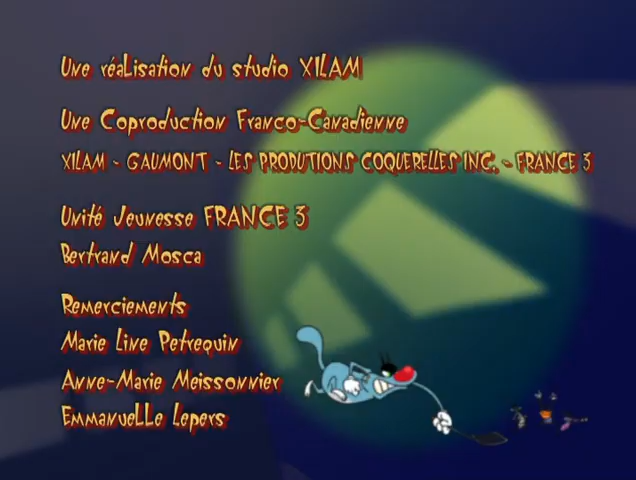 Une réalisation du studio XILAM
Une Coproduction Franco-Canadienne
XILAM - GAUMONT - LES PRODUTIONS COQUERELLES INC. - FRANCE 3
Unité Jeunesse FRANCE 3
Bertrand Mosca
Remerciements
Marie Line Petrequin
Anne-Marie Meissonnier
Emmanuelle Lepers